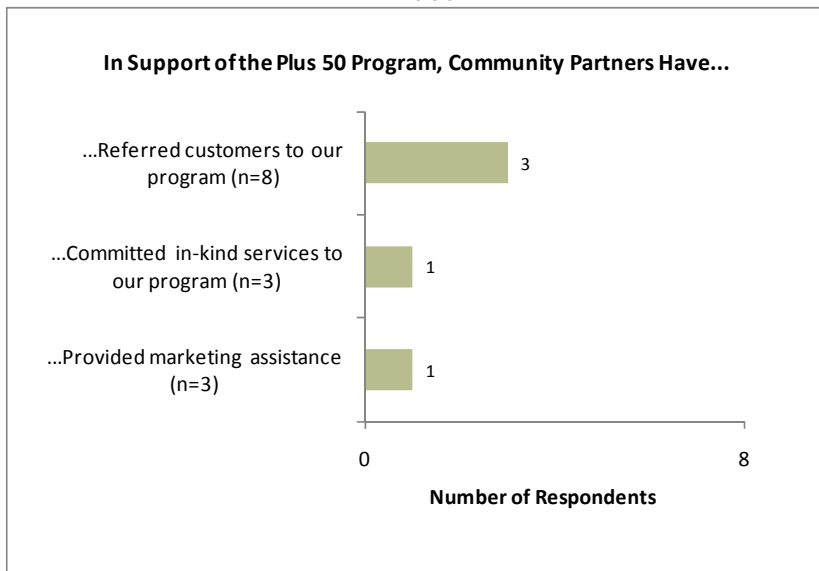 In Support of the Plus 50 Program, Community Partners Have...
...Referred customers to our
program (n=8)
3
...Committed in-kind services to
our program (n=3)
1
...Provided marketing assistance
(n=3)
1
0
8
Number of Respondents